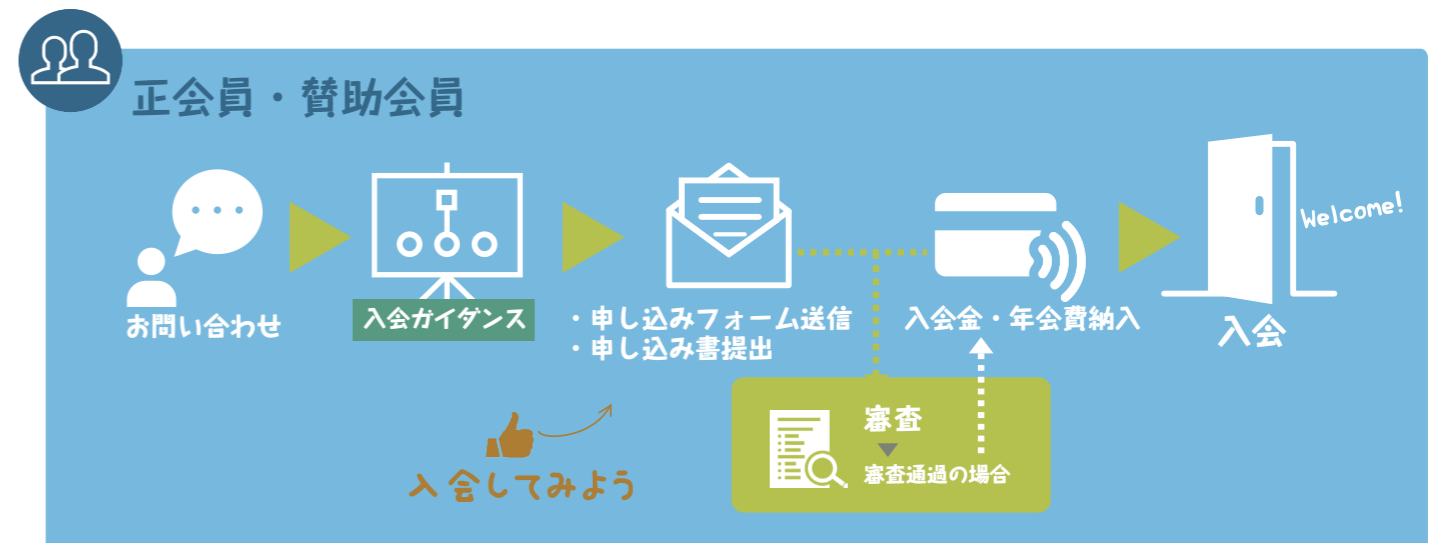 正会員・賛助会員
お問い合わせ
入会ガイダンス
・申し込みフォーム送信
・申し込み書提出
入会金・年会費納入
入会
Welcome!
審査
審査通過の場合
入会してみよう